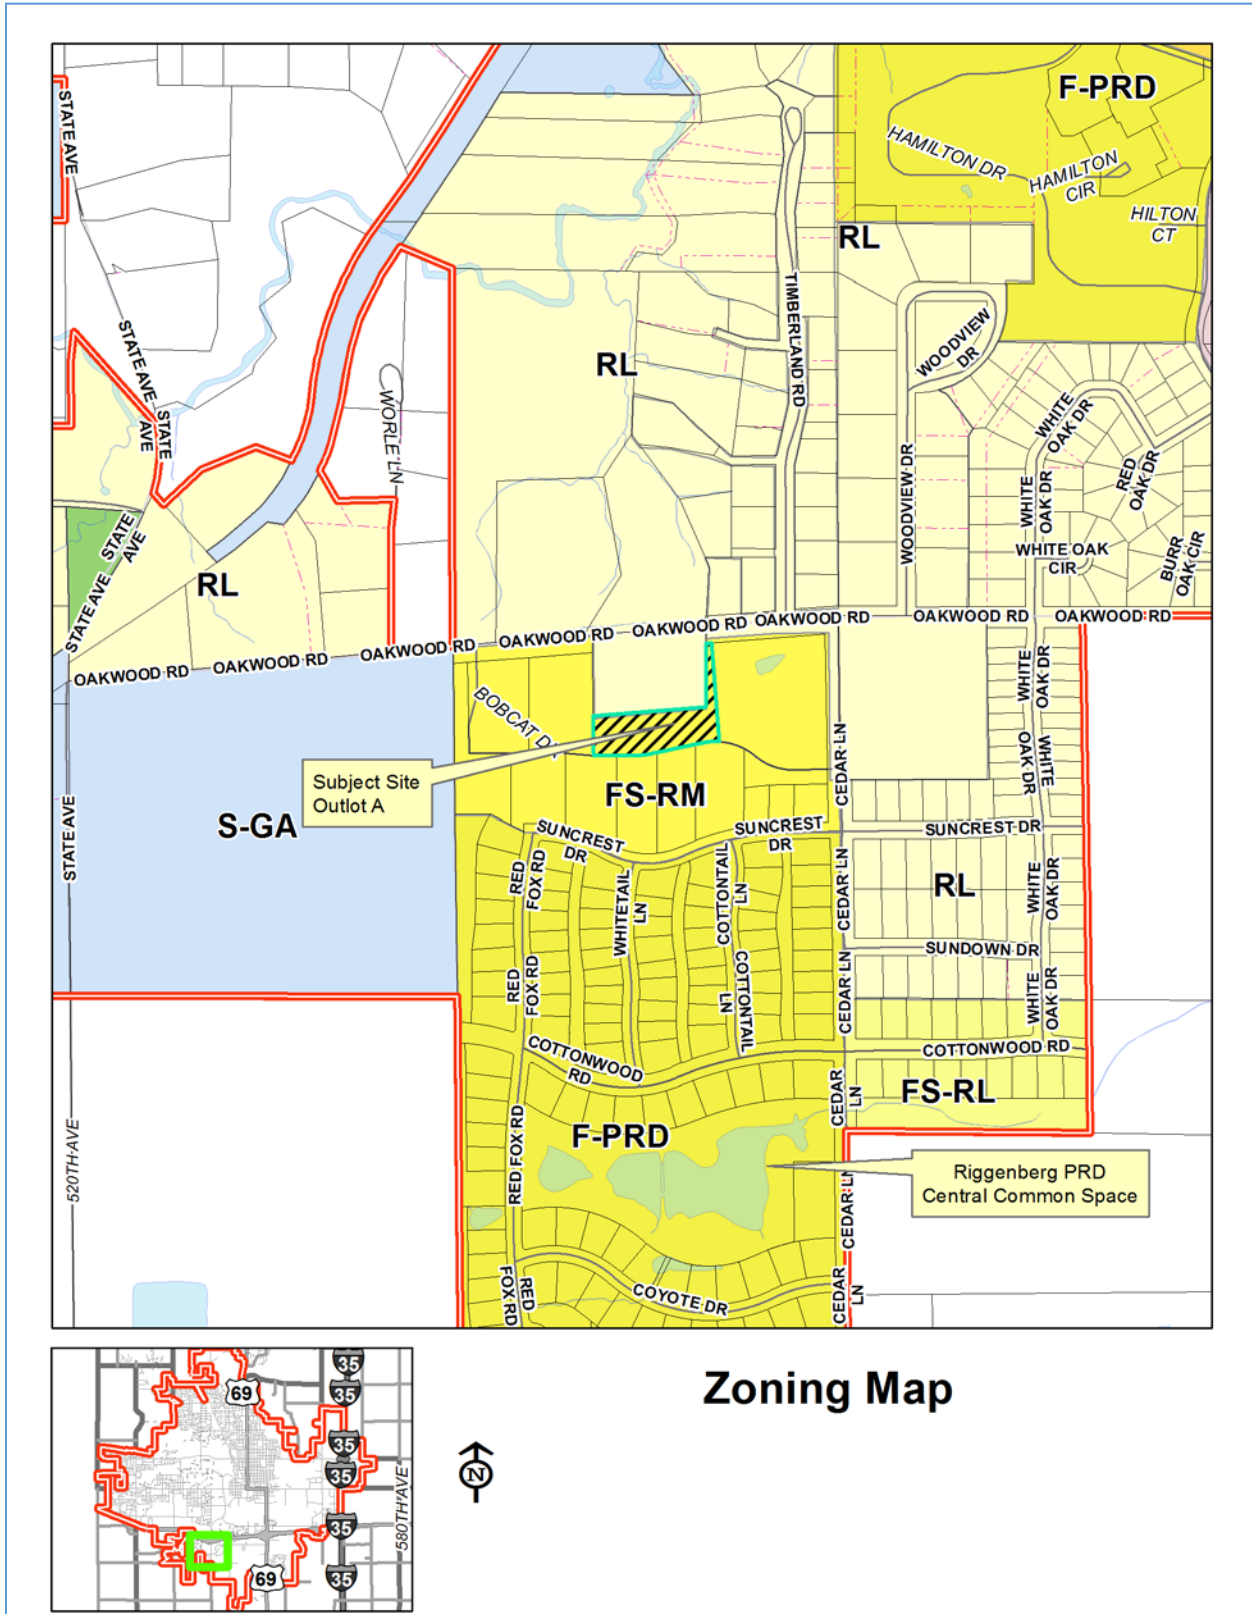 F-PRD
STATE AVE
HAMILTON DR
HAMILTON
CIR
HILTON
CT
RL
TIMBERLAND RD
STATE AVE
STATE
AVE
RL
WORLE LN
WOODVIEW
DR
WHITE
OAK DR
RED
OAK DR
WOODVIEW DR
WHITE
OAK DR
STATE
AVE
WHITE OAK
CIR
BURR
OAK CIR
RL
STATE AVE
OAKWOOD RD
OAKWOOD RD
OAKWOOD RD
OAKWOOD RD
OAKWOOD RD
OAKWOOD RD
OAKWOOD RD
OAKWOOD RD
WHITE
OAK DR
BOBCAT DR
WHITE
OAK DR
CEDAR LN
Subject Site
Outlot A
FS-RM
S-GA
STATE AVE
SUNCREST
DR
SUNCREST
DR
SUNCREST DR
RED
FOX RD
WHITETAIL
LN
COTTONTAIL
LN
CEDAR LN
RL
WHITE
OAK DR
SUNDOWN DR
RED
FOX RD
COTTONTAIL
LN
CEDAR LN
WHITE
OAK DR
COTTONWOOD
RD
COTTONWOOD RD
CEDAR
LN
FS-RL
F-PRD
520TH AVE
RED FOX RD
Riggenberg PRD
Central Common Space
CEDAR LN
RED
FOX RD
COYOTE DR
CEDAR
LN
Zoning Map
35
69
35
35
35
35
69
35
580TH AVE
N